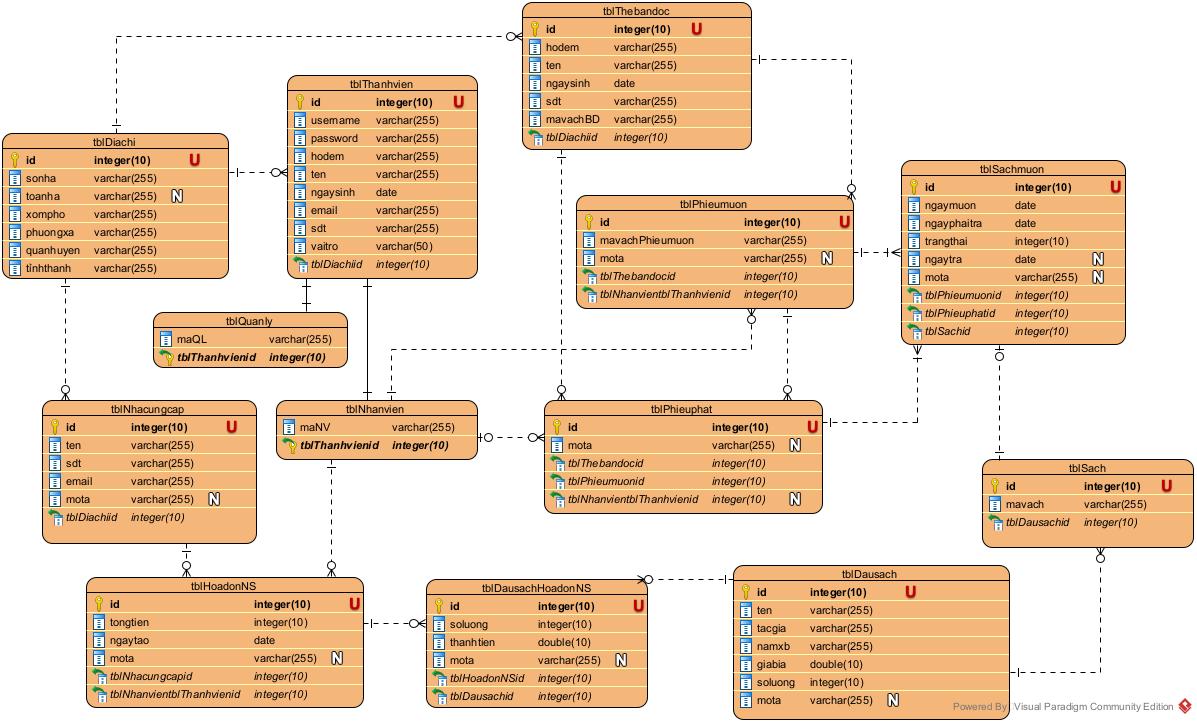 tblThebandoc
id integer(10) U
hodem varchar(255)
ten varchar(255)
ngaysinh date
sdt varchar(255)
mavachBD varchar(255)
tblDiachiid integer(10)
tblThanhvien
id integer(10) U
username varchar(255)
password varchar(255)
hodem varchar(255)
ten varchar(255)
ngaysinh date
email varchar(255)
sdt varchar(255)
vaitro varchar(50)
tblDiachiid integer(10)
tblDiachi
id integer(10) U
sonha varchar(255)
toanha varchar(255) N
xompho varchar(255)
phuongxa varchar(255)
quanhuyen varchar(255)
tinhthanh varchar(255)
tblSachmuon
id integer(10) U
ngaymuon date
ngayphaitra date
trangthai integer(10)
ngaytra date N
mota varchar(255) N
tblPhieumuonid integer(10)
tblPhieuphatid integer(10)
tblSachid integer(10)
tblPhieumuon
id integer(10) U
mavachPhieumuon varchar(255)
mota varchar(255) N
tblThebandocid integer(10)
tblNhanvientblThanhvienid integer(10)
tblQuanly
maQL varchar(255)
tblThanhvienid integer(10)
tblNhacungcap
id integer(10) U
ten varchar(255)
sdt varchar(255)
email varchar(255)
mota varchar(255) N
tblDiachiid integer(10)
tblNhanvien
maNV varchar(255)
tblThanhvienid integer(10)
tblPhieuphat
id integer(10) U
mota varchar(255) N
tblThebandocid integer(10)
tblPhieumuonid integer(10)
tblNhanvientblThanhvienid integer(10) N
tblSach
id integer(10) U
mavach varchar(255)
tblDausachid integer(10)
tblHoadonNS
id integer(10) U
tongtien integer(10)
ngaytao date
mota varchar(255) N
tblNhacungcapid integer(10)
tblNhanvientblThanhvienid integer(10)
tblDausachHoadonNS
id integer(10) U
soluong integer(10)
thanhtien double(10)
mota varchar(255) N
tblHoadonNSid integer(10)
tblDausachid integer(10)
tblDausach
id integer(10) U
ten varchar(255)
tacgia varchar(255)
namxb varchar(255)
giabia double(10)
soluong integer(10)
mota varchar(255) N
Powered By Visual Paradigm Community Edition